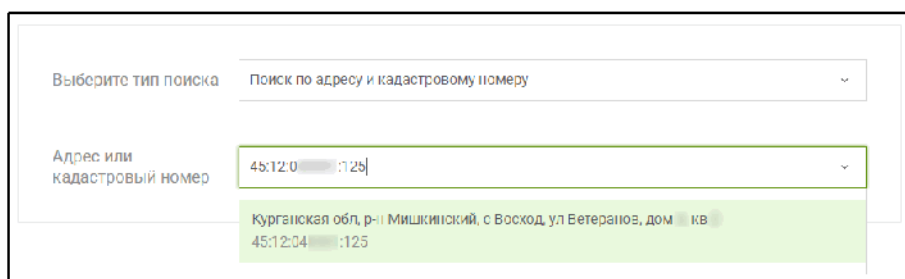 Выберите тип поиска
Поиск по адресу и кадастровому номеру
Адрес или
кадастровый номер
45:12:0 :125
Курганская обл, р-н Мишкинский, с Восход, ул Ветеранов, дом кв
45:12:04 :125